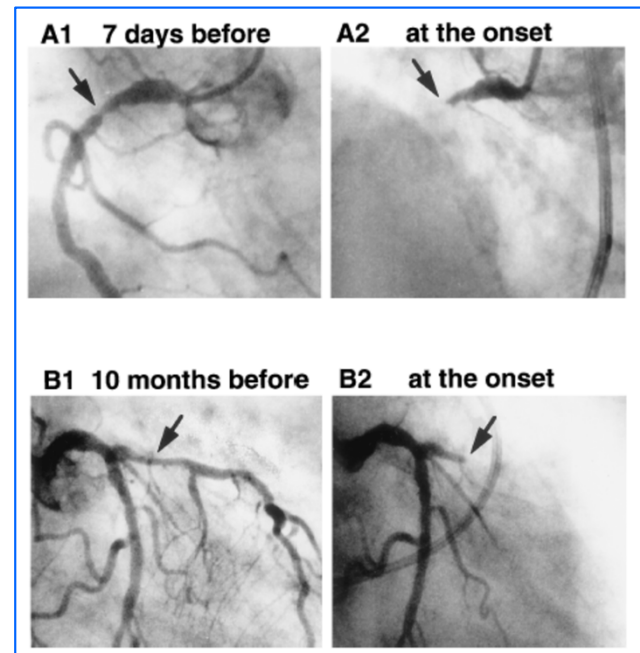 A1 7 days before
A2 at the onset
B1 10 months before
B2 at the onset